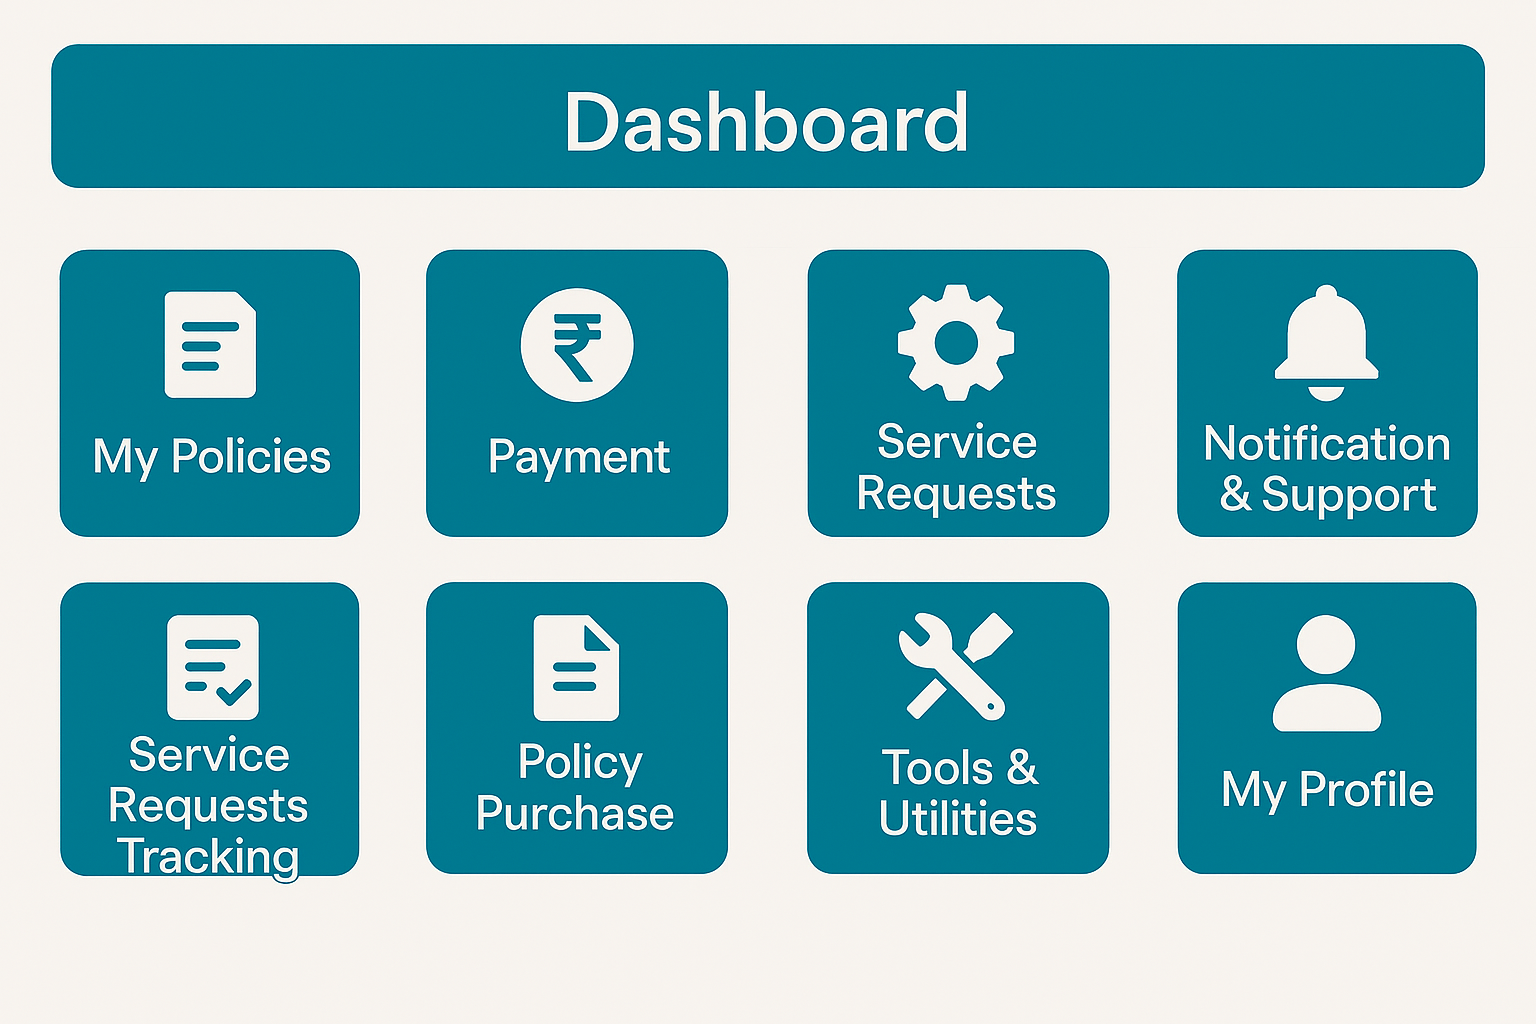 Dashboard
My Policies
₹
Payment
Service
Requests
Notification
& Support
Service
Requests
Tracking
Policy
Purchase
Tools &
Utilities
My Profile